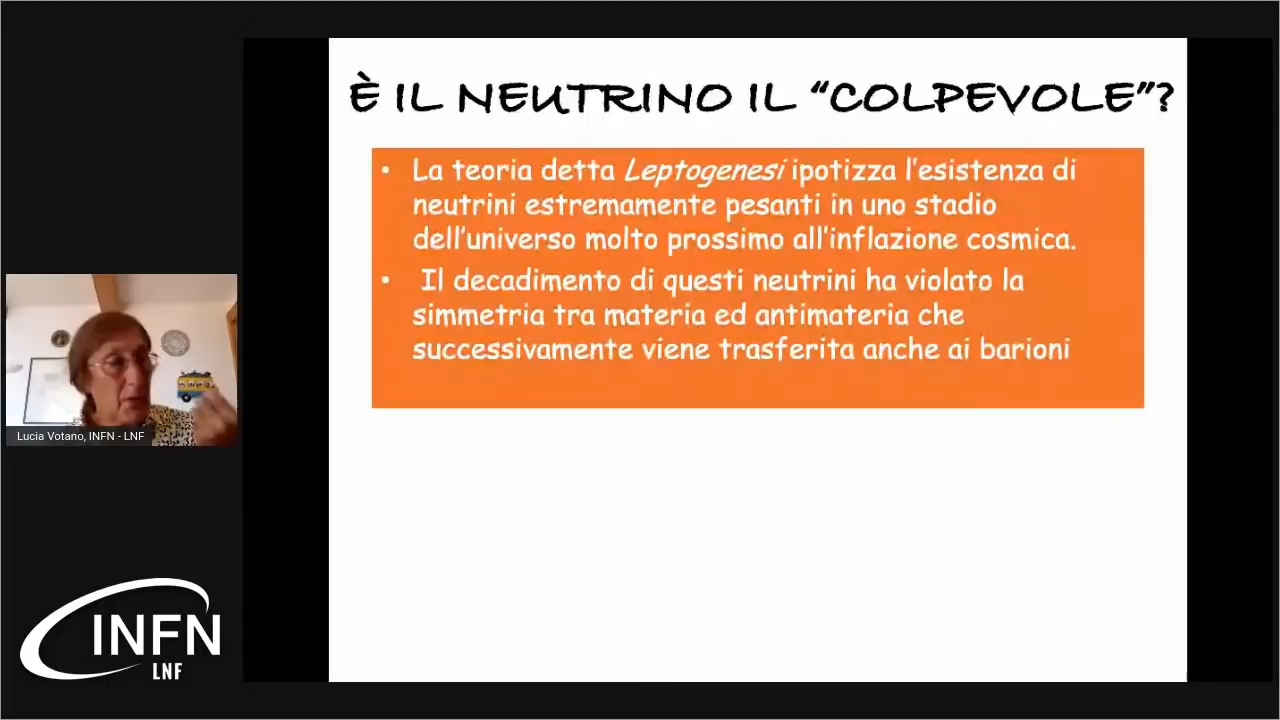 È IL NEUTRINO IL “COLPEVOLE”?
• La teoria detta Leptogenesi ipotizza l’esistenza di
neutrini estremamente pesanti in uno stadio
dell’universo molto prossimo all’inflazione cosmica.
• Il decadimento di questi neutrini ha violato la
simmetria tra materia ed antimateria che
successivamente viene trasferita anche ai barioni
Lucia Votano, INFN - LNF
INFN
LNF